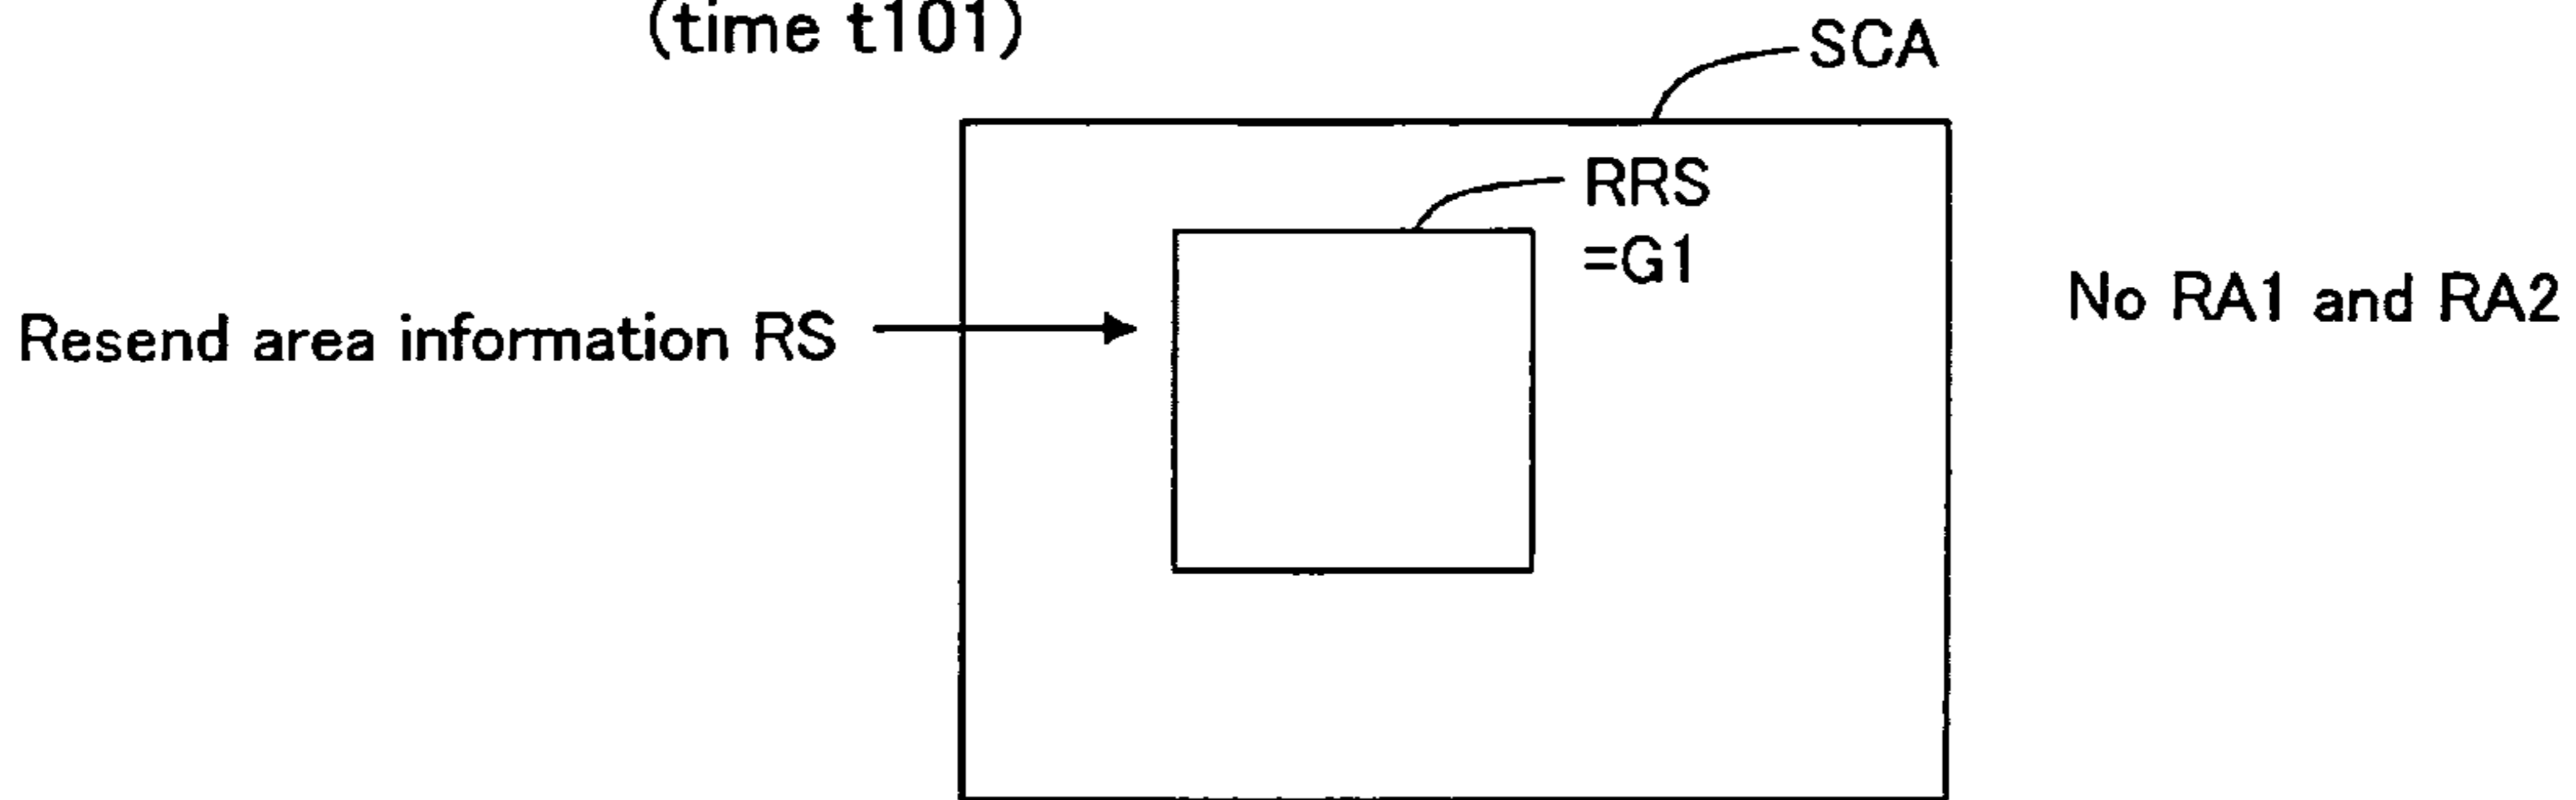 (time t101)
SCA
RRS
=G1
No RA1 and RA2
Resend area information RS